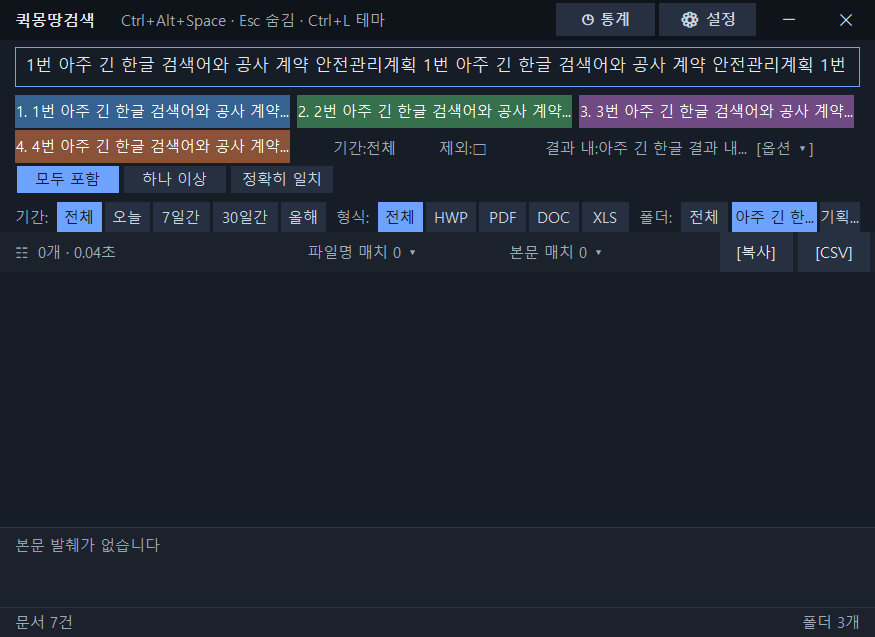 퀵몽땅검색 Ctrl+Alt+Space · Esc 숨김 · Ctrl+L 테마 통계 설정
1번 아주 긴 한글 검색어와 공사 계약 안전관리계획 1번 아주 긴 한글 검색어와 공사 계약 안전관리계획 1번
1. 1번 아주 긴 한글 검색어와 공사 계약... 2. 2번 아주 긴 한글 검색어와 공사 계약... 3. 3번 아주 긴 한글 검색어와 공사 계약...
4. 4번 아주 긴 한글 검색어와 공사 계약... 기간:전체 제외:□ 결과 내:아주 긴 한글 결과 내... [옵션 ▾]
모두 포함 하나 이상 정확히 일치
기간: 전체 오늘 7일간 30일간 올해 형식: 전체 HWP PDF DOC XLS 폴더: 전체 아주 긴 한... 기획...
☷ 0개 · 0.04초 파일명 매치 0 ▾ 본문 매치 0 ▾ [복사] [CSV]
본문 발췌가 없습니다
문서 7건 폴더 3개